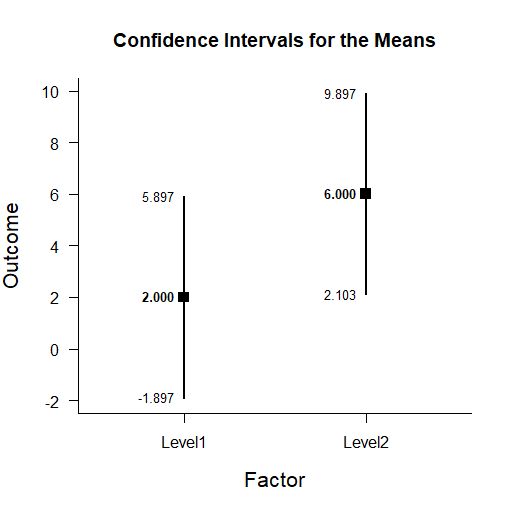 Confidence Intervals for the Means
Outcome
10
8
6
4
2
0
-2
5.897
2.000
-1.897
9.897
6.000
2.103
Level1
Level2
Factor